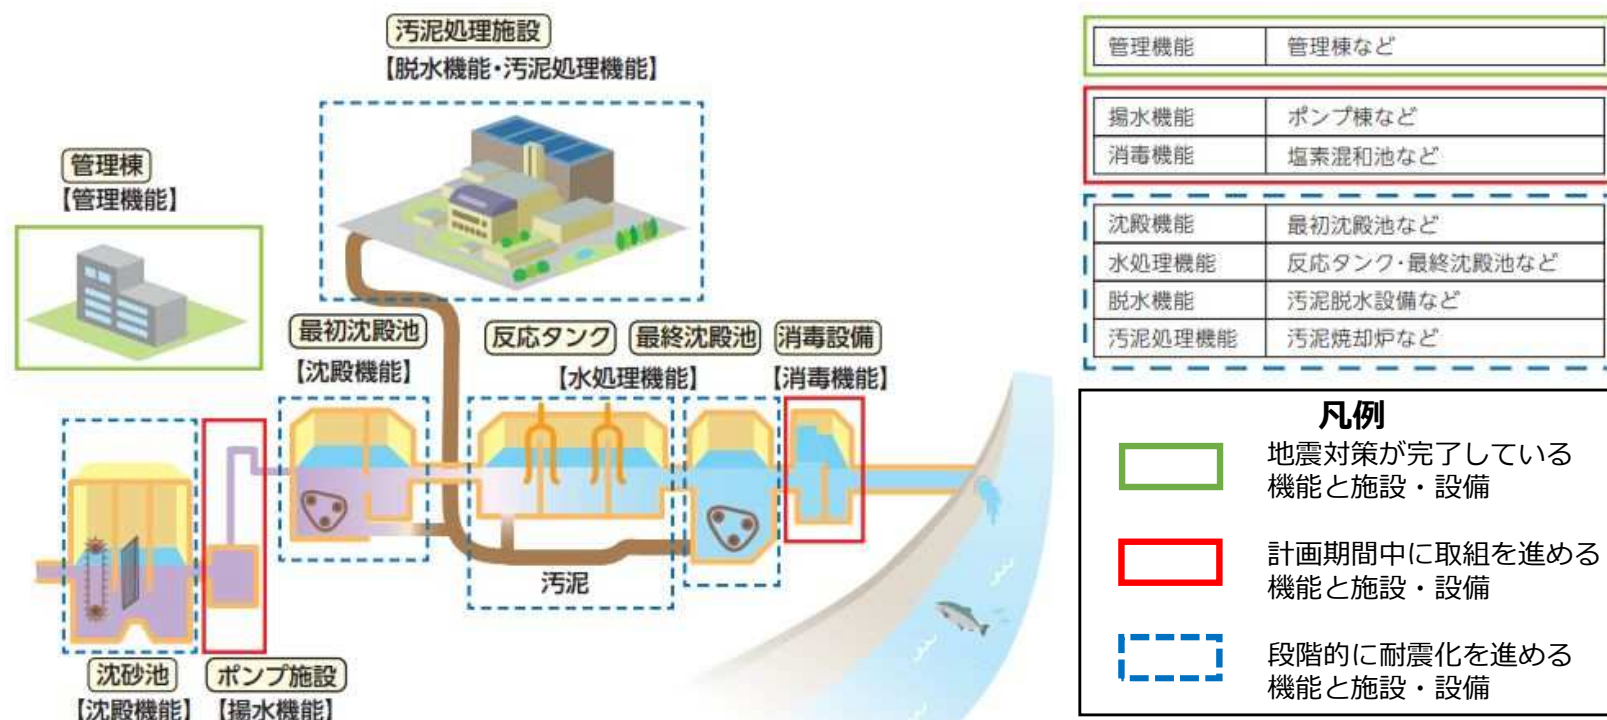 汚泥処理施設
【脱水機能・汚泥処理機能】
管理棟
【管理機能】
最初沈殿池
【沈殿機能】
反応タンク
最終沈殿池
【水処理機能】
消毒設備
【消毒機能】
汚泥
沈砂池
【沈殿機能】
ポンプ施設
【揚水機能】
管理機能 管理棟など
揚水機能 ポンプ棟など
消毒機能 塩素混和池など
沈殿機能 最初沈殿池など
水処理機能 反応タンク・最終沈殿池など
脱水機能 汚泥脱水設備など
汚泥処理機能 汚泥焼却炉など
凡例
地震対策が完了している
機能と施設・設備
計画期間中に取組を進める
機能と施設・設備
段階的に耐震化を進める
機能と施設・設備